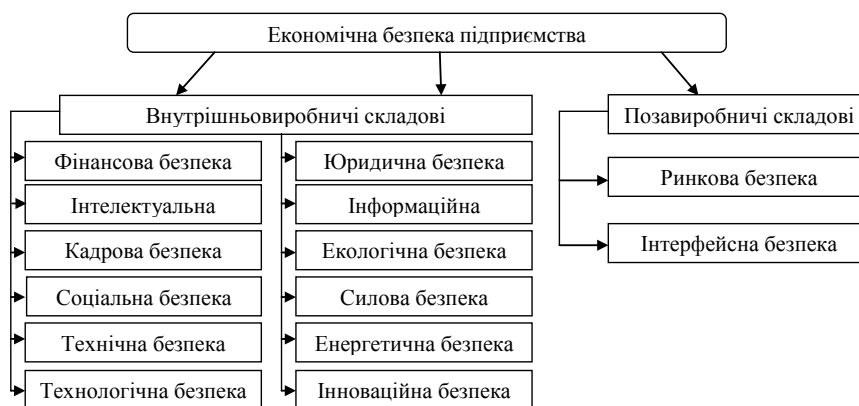 Економічна безпека підприємства
Внутрішньовиробничі складові
Позавиробничі складові
Фінансова безпека
Юридична безпека
Ринкова безпека
Інтелектуальна
Інформаційна
Кадрова безпека
Екологічна безпека
Інтерфейсна безпека
Соціальна безпека
Силова безпека
Технічна безпека
Енергетична безпека
Технологічна безпека
Інноваційна безпека